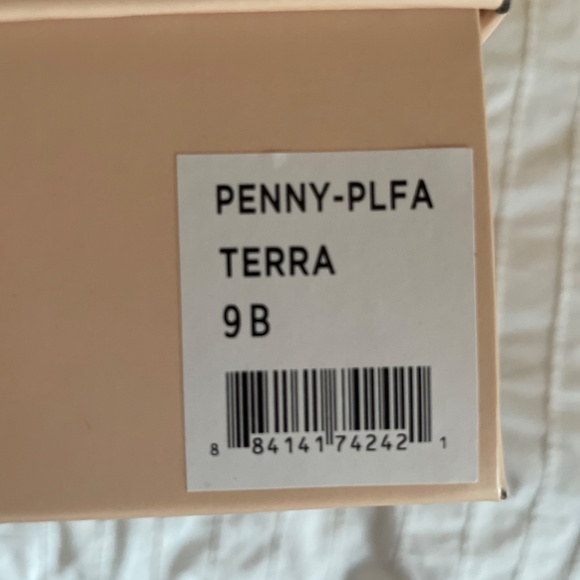 PENNY-PLFA
TERRA
9 B
8 84141 74242 1